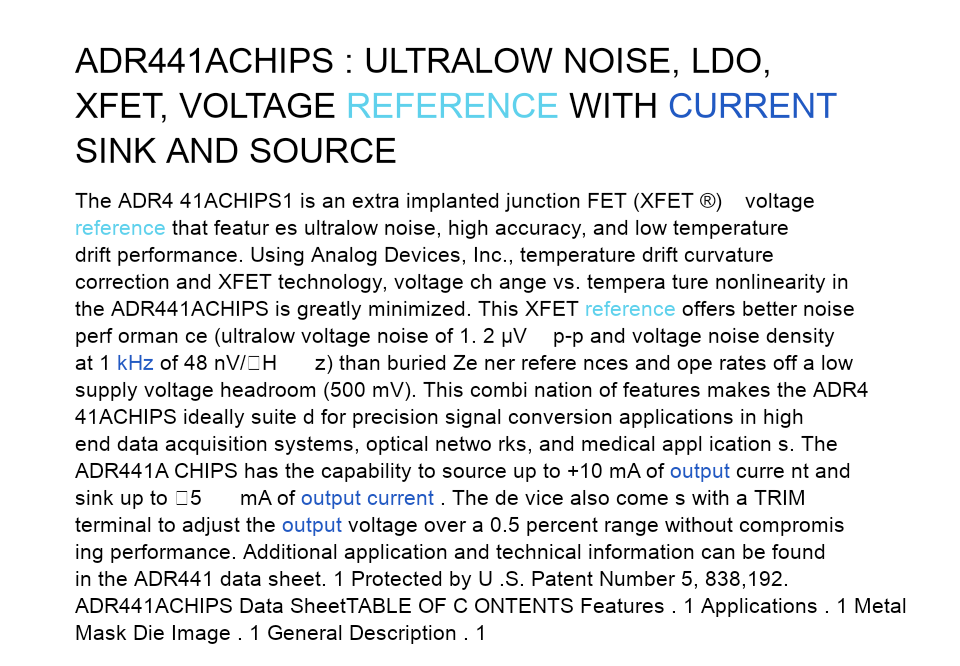 ADR441ACHIPS : ULTRALOW NOISE, LDO,
XFET, VOLTAGE REFERENCE WITH CURRENT
SINK AND SOURCE
The ADR4 41ACHIPS1 is an extra implanted junction FET (XFET ®) voltage
reference that featur es ultralow noise, high accuracy, and low temperature
drift performance. Using Analog Devices, Inc., temperature drift curvature
correction and XFET technology, voltage ch ange vs. tempera ture nonlinearity in
the ADR441ACHIPS is greatly minimized. This XFET reference offers better noise
perf orman ce (ultralow voltage noise of 1. 2 µV p-p and voltage noise density
at 1 kHz of 48 nV/□H z) than buried Ze ner refere nces and ope rates off a low
supply voltage headroom (500 mV). This combi nation of features makes the ADR4
41ACHIPS ideally suite d for precision signal conversion applications in high
end data acquisition systems, optical netwo rks, and medical appl ication s. The
ADR441A CHIPS has the capability to source up to +10 mA of output curre nt and
sink up to □5 mA of output current . The de vice also come s with a TRIM
terminal to adjust the output voltage over a 0.5 percent range without compromis
ing performance. Additional application and technical information can be found
in the ADR441 data sheet. 1 Protected by U .S. Patent Number 5, 838,192.
ADR441ACHIPS Data SheetTABLE OF C ONTENTS Features . 1 Applications . 1 Metal
Mask Die Image . 1 General Description . 1